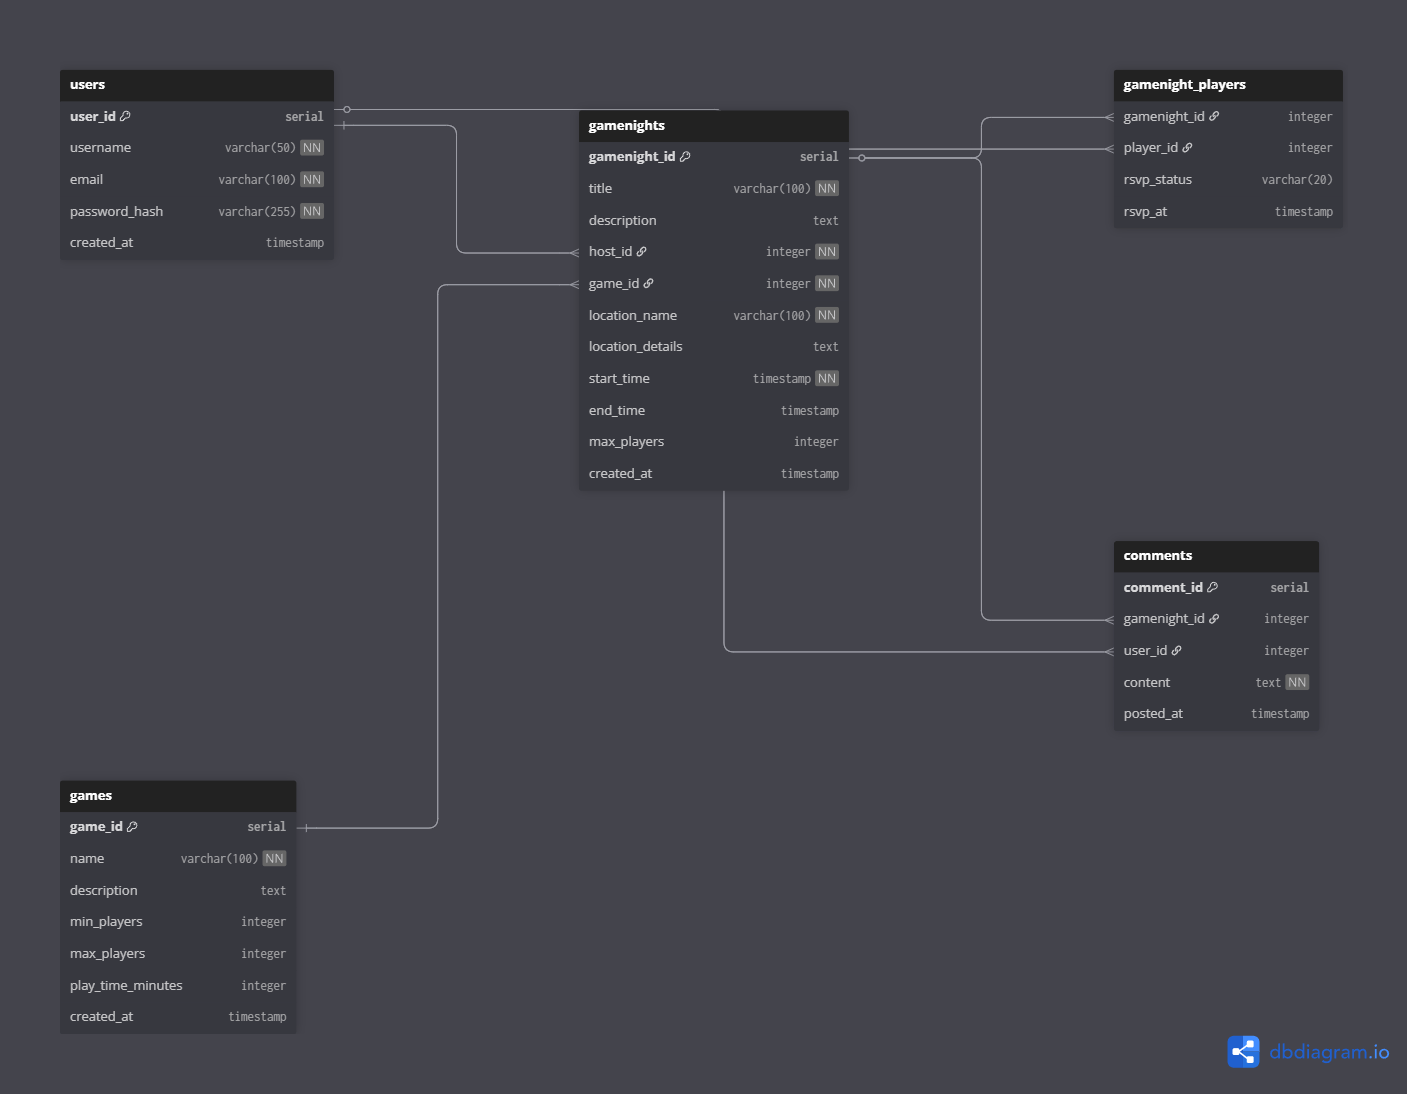 users
user_id serial
username varchar(50) NN
email varchar(100) NN
password_hash varchar(255) NN
created_at timestamp
gamenights
gamenight_id serial
title varchar(100) NN
description text
host_id integer NN
game_id integer NN
location_name varchar(100) NN
location_details text
start_time timestamp NN
end_time timestamp
max_players integer
created_at timestamp
gamenight_players
gamenight_id integer
player_id integer
rsvp_status varchar(20)
rsvp_at timestamp
comments
comment_id serial
gamenight_id integer
user_id integer
content text NN
posted_at timestamp
games
game_id serial
name varchar(100) NN
description text
min_players integer
max_players integer
play_time_minutes integer
created_at timestamp
dbdiagram.io